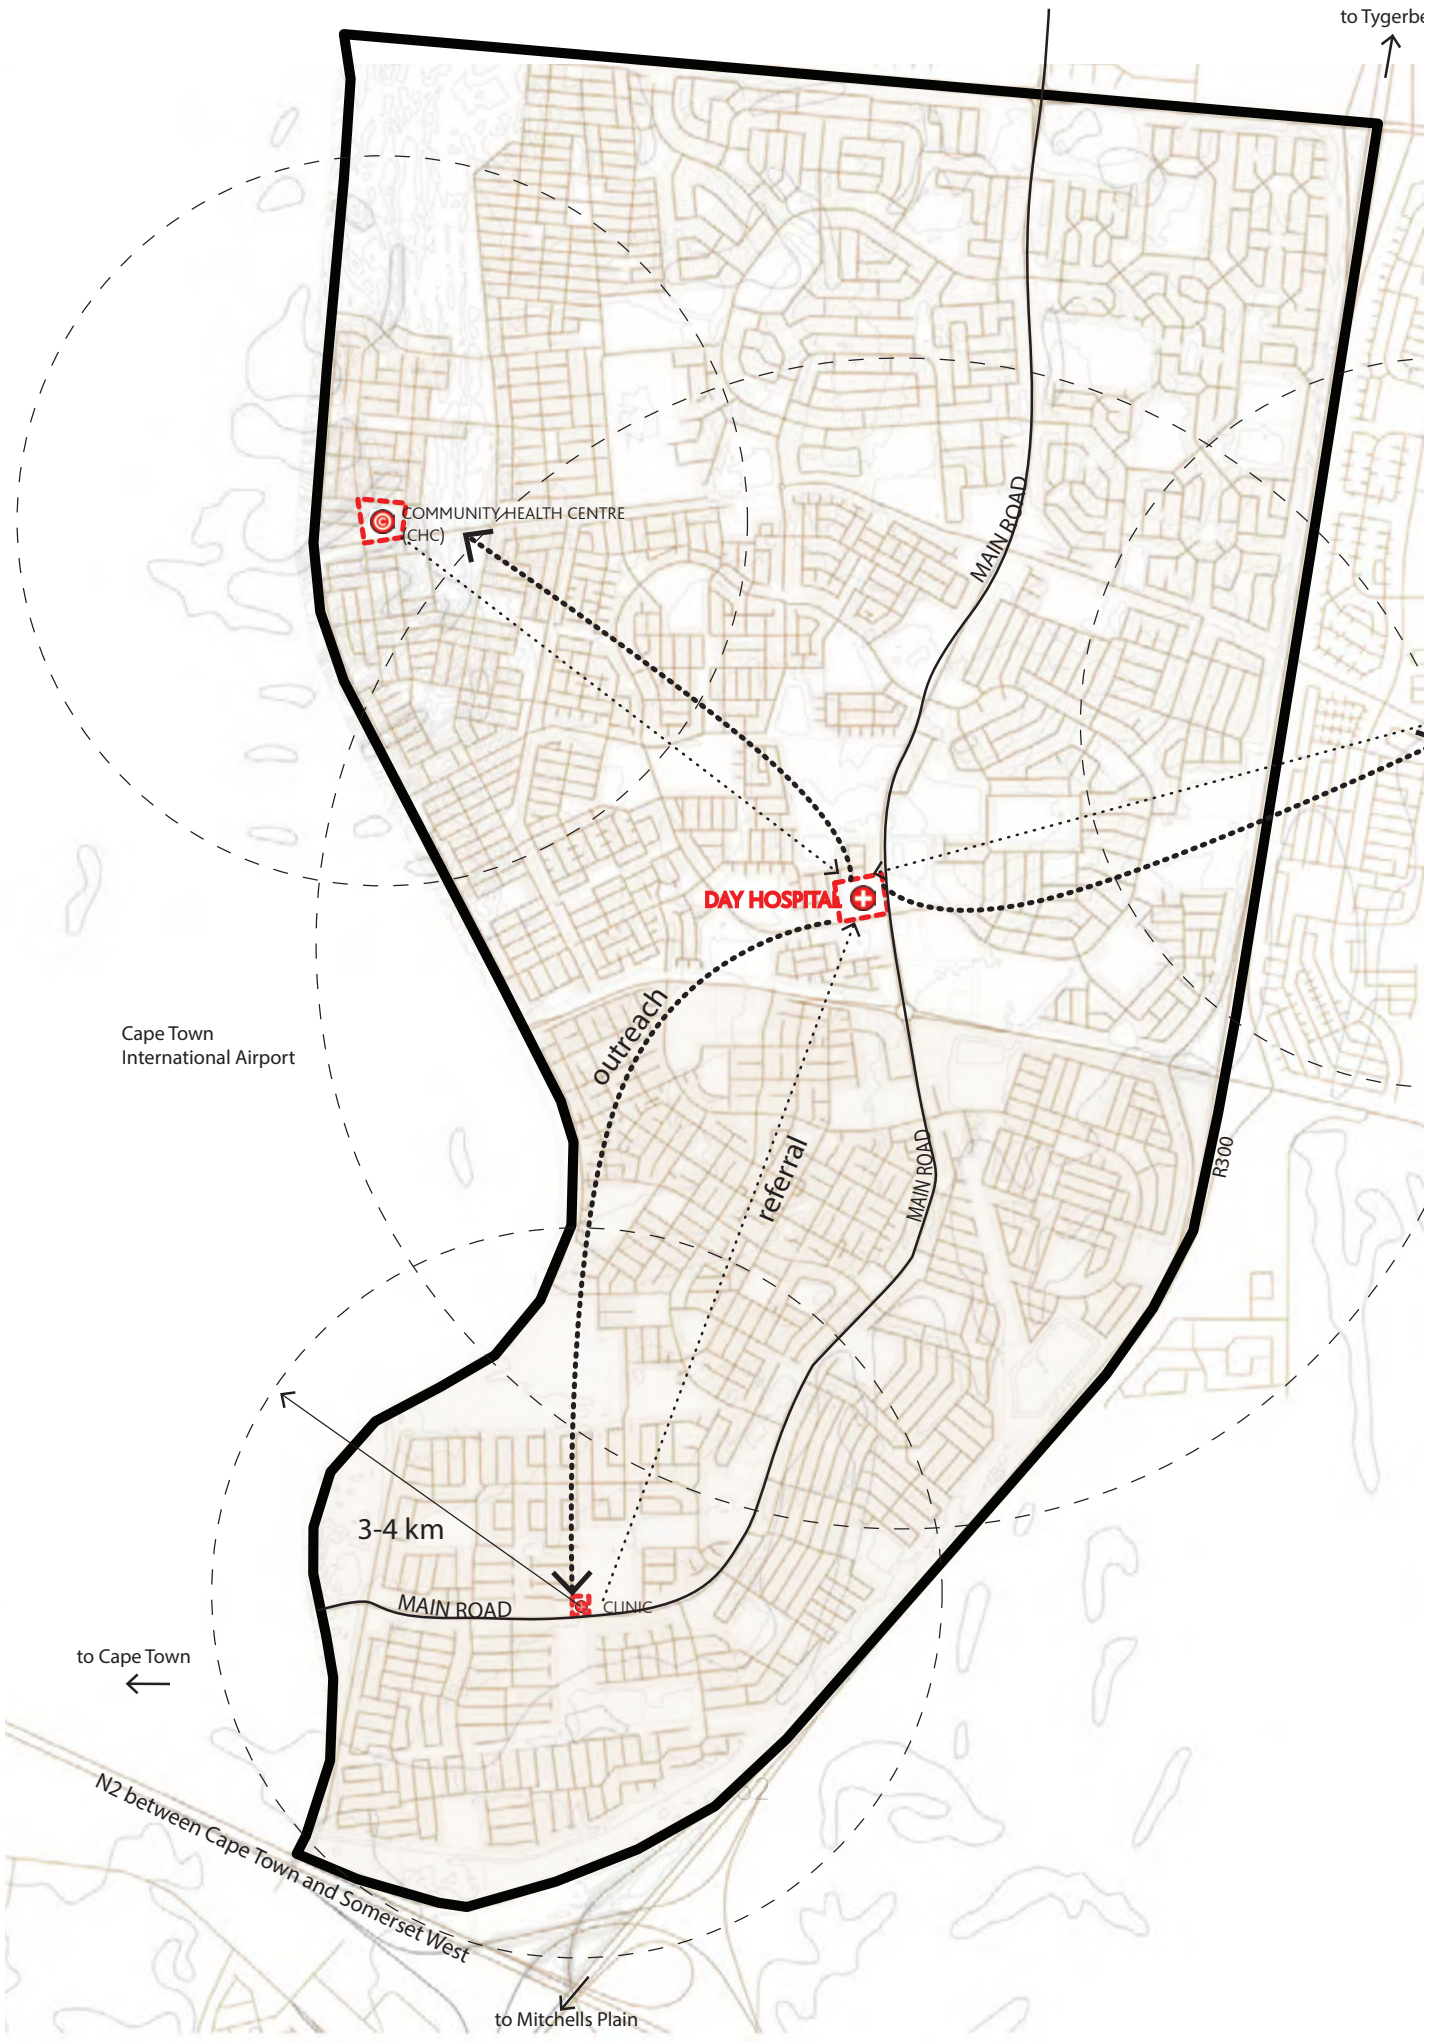 to Tygerbe
MAIN ROAD
COMMUNITY HEALTH CENTRE
(CHC)
DAY HOSPITAL
outreach
Cape Town
International Airport
referral
MAIN ROAD
R300
3-4 km
MAIN ROAD
CLINIC
to Cape Town
N2 between Cape Town and Somerset West
to Mitchells Plain